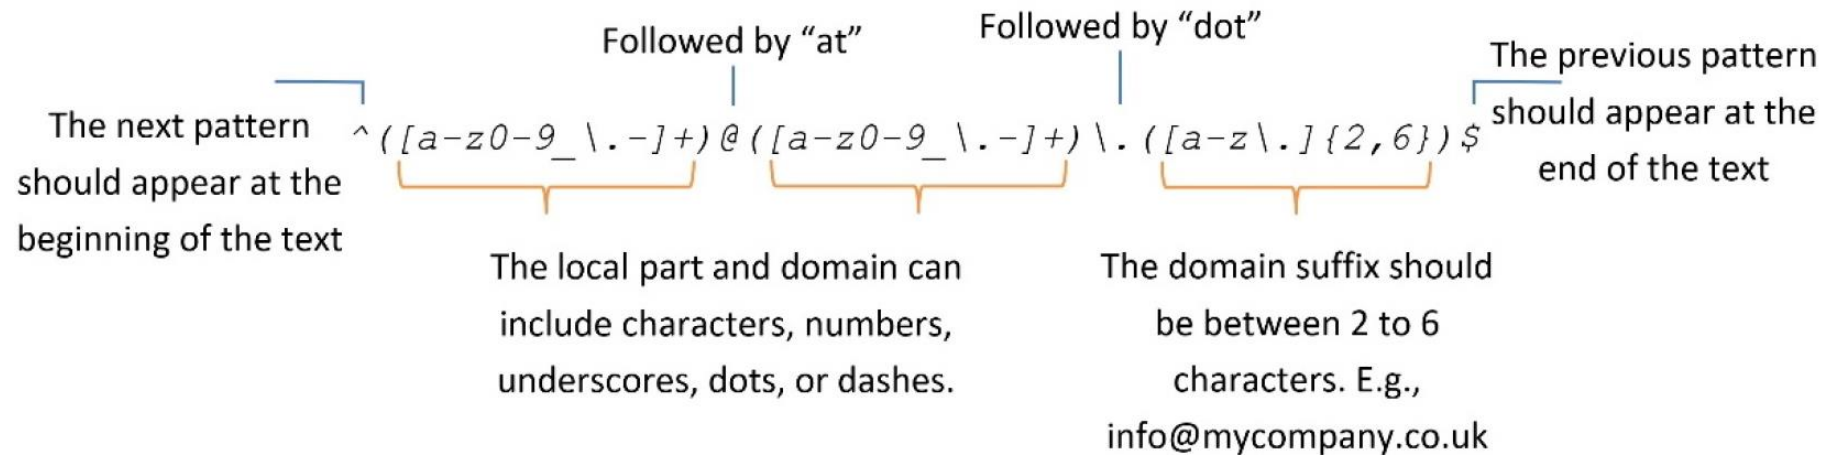 Followed by “at”
Followed by “dot”
The previous pattern
should appear at the
end of the text
The next pattern
should appear at the
beginning of the text
^([a-z0-9_\.-]+)@([a-z0-9_\.-]+)\.([a-z\.]{2,6})$
The local part and domain can
include characters, numbers,
underscores, dots, or dashes.
The domain suffix should
be between 2 to 6
characters. E.g.,
info@mycompany.co.uk